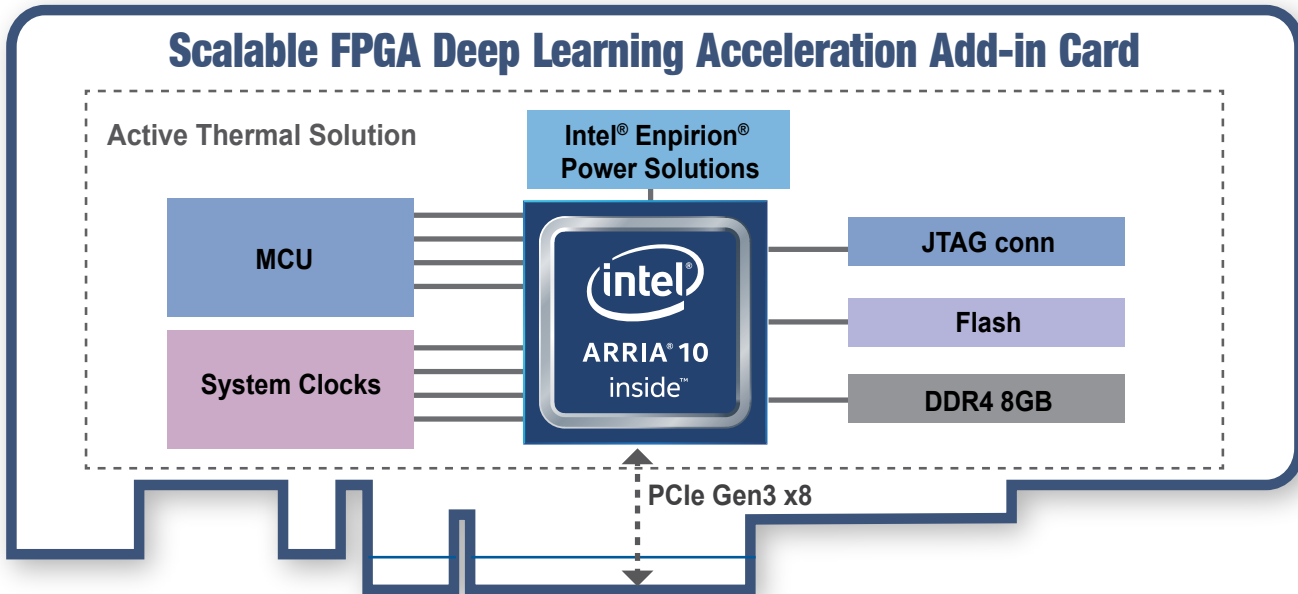 Scalable FPGA Deep Learning Acceleration Add-in Card
Active Thermal Solution
Intel® Enpirion®
Power Solutions
MCU
System Clocks
intel®
ARRIA® 10
inside™
JTAG conn
Flash
DDR4 8GB
PCIe Gen3 x8